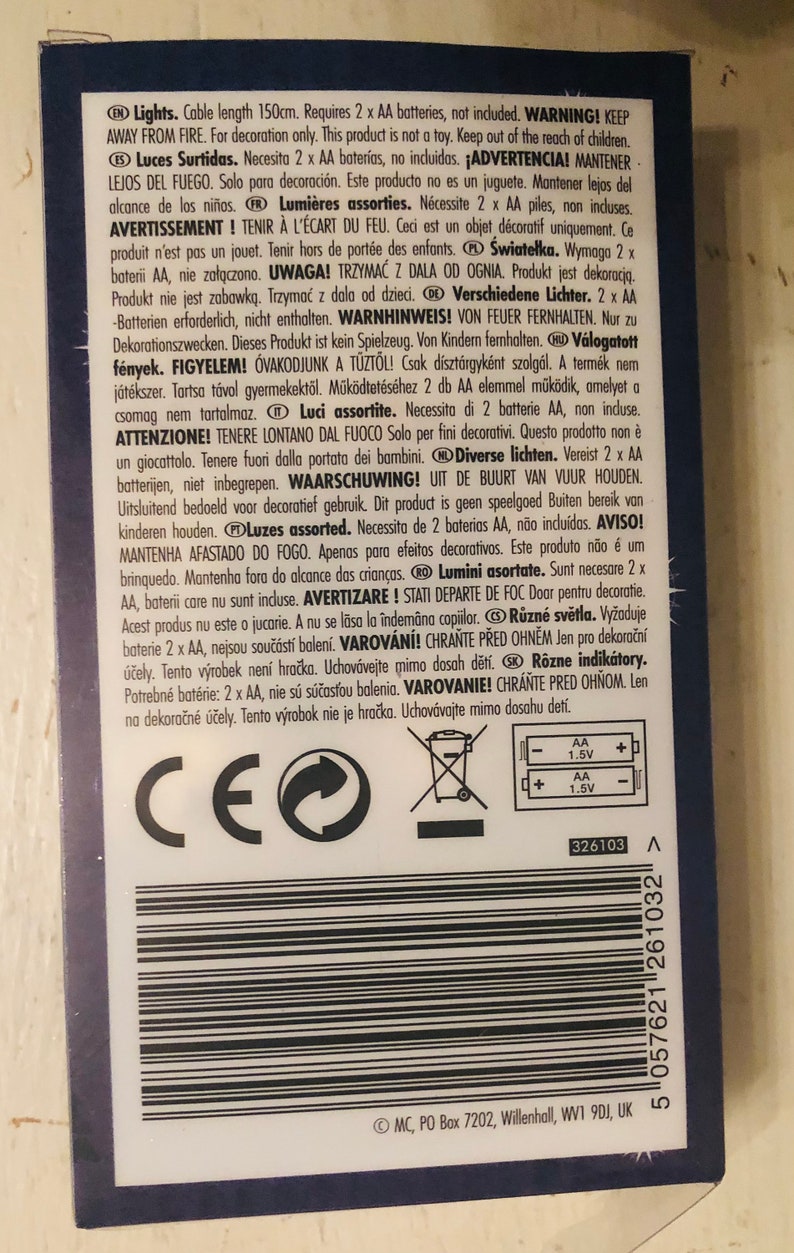 EN Lights. Cable length 150cm. Requires 2 x AA batteries, not included. WARNING! KEEP
AWAY FROM FIRE. For decoration only. This product is not a toy. Keep out of the reach of children.
ES Luces Surtidas. Necesita 2 x AA baterías, no incluidas. ¡ADVERTENCIA! MANTENER
LEJOS DEL FUEGO. Solo para decoración. Este producto no es un juguete. Mantener lejos del
alcance de los niños. FR Lumières assorties. Nécessite 2 x AA piles, non incluses.
AVERTISSEMENT ! TENIR À L'ÉCART DU FEU. Ceci est un objet décoratif uniquement. Ce
produit n'est pas un jouet. Tenir hors de portée des enfants. PL Światełka. Wymaga 2 x
baterii AA, nie załączono. UWAGA! TRZYMAĆ Z DALA OD OGNIA. Produkt jest dekoracją.
Produkt nie jest zabawką. Trzymać z dala od dzieci. DE Verschiedene Lichter. 2 x AA
-Batterien erforderlich, nicht enthalten. WARNHINWEIS! VON FEUER FERNHALTEN. Nur zu
Dekorationszwecken. Dieses Produkt ist kein Spielzeug. Von Kindern fernhalten. HU Válogatott
fények. FIGYELEM! ÓVAKODJUNK A TŰZTŐL! Csak dísztárgyként szolgál. A termék nem
játékszer. Tartsa távol gyermekektől. Működtetéséhez 2 db AA elemmel működik, amelyet a
csomag nem tartalmaz. IT Luci assortite. Necessita di 2 batterie AA, non incluse.
ATTENZIONE! TENERE LONTANO DAL FUOCO Solo per fini decorativi. Questo prodotto non è
un giocattolo. Tenere fuori dalla portata dei bambini. NL Diverse lichten. Vereist 2 x AA
batterijen, niet inbegrepen. WAARSCHUWING! UIT DE BUURT VAN VUUR HOUDEN.
Uitsluitend bedoeld voor decoratief gebruik. Dit product is geen speelgoed Buiten bereik van
kinderen houden. PT Luzes assorted. Necessita de 2 baterias AA, não incluídas. AVISO!
MANTENHA AFASTADO DO FOGO. Apenas para efeitos decorativos. Este produto não é um
brinquedo. Mantenha fora do alcance das crianças. RO Lumini asortate. Sunt necesare 2 x
AA, baterii care nu sunt incluse. AVERTIZARE ! STATI DEPARTE DE FOC Doar pentru decoratie.
Acest produs nu este o jucarie. A nu se lăsa la îndemâna copiilor. CS Různé světla. Vyžaduje
baterie 2 x AA, nejsou součástí balení. VAROVÁNÍ! CHRAŇTE PŘED OHNĚM Jen pro dekorační
účely. Tento výrobek není hračka. Uchovávejte mimo dosah dětí. SK Rôzne indikátory.
Potrebné batérie: 2 x AA, nie sú súčasťou balenia. VAROVANIE! CHRÁŇTE PRED OHŇOM. Len
na dekoračné účely. Tento výrobok nie je hračka. Uchovávajte mimo dosahu detí.
CE
- AA 1.5V +
+ AA 1.5V -
326103 >
5 057621 261032
© MC, PO Box 7202, Willenhall, WV1 9DJ, UK